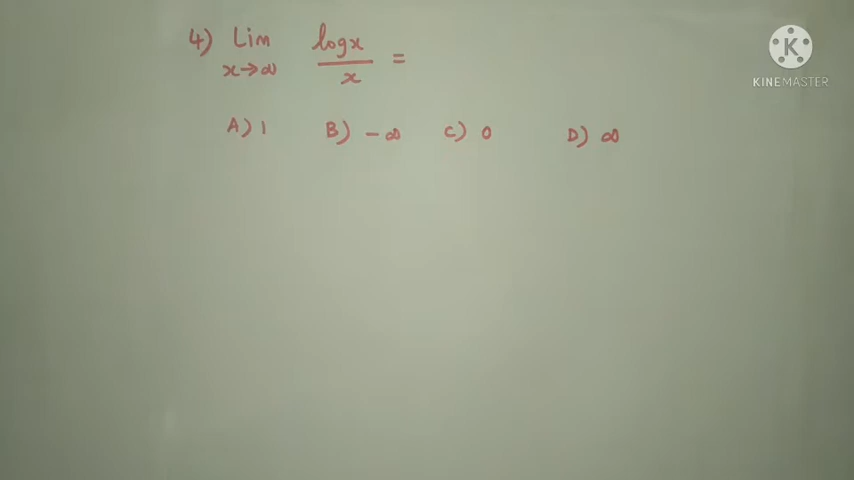 4) Lim x→∞ logx/x =
A) 1 B) -∞ C) 0 D) ∞
K
KINEMASTER